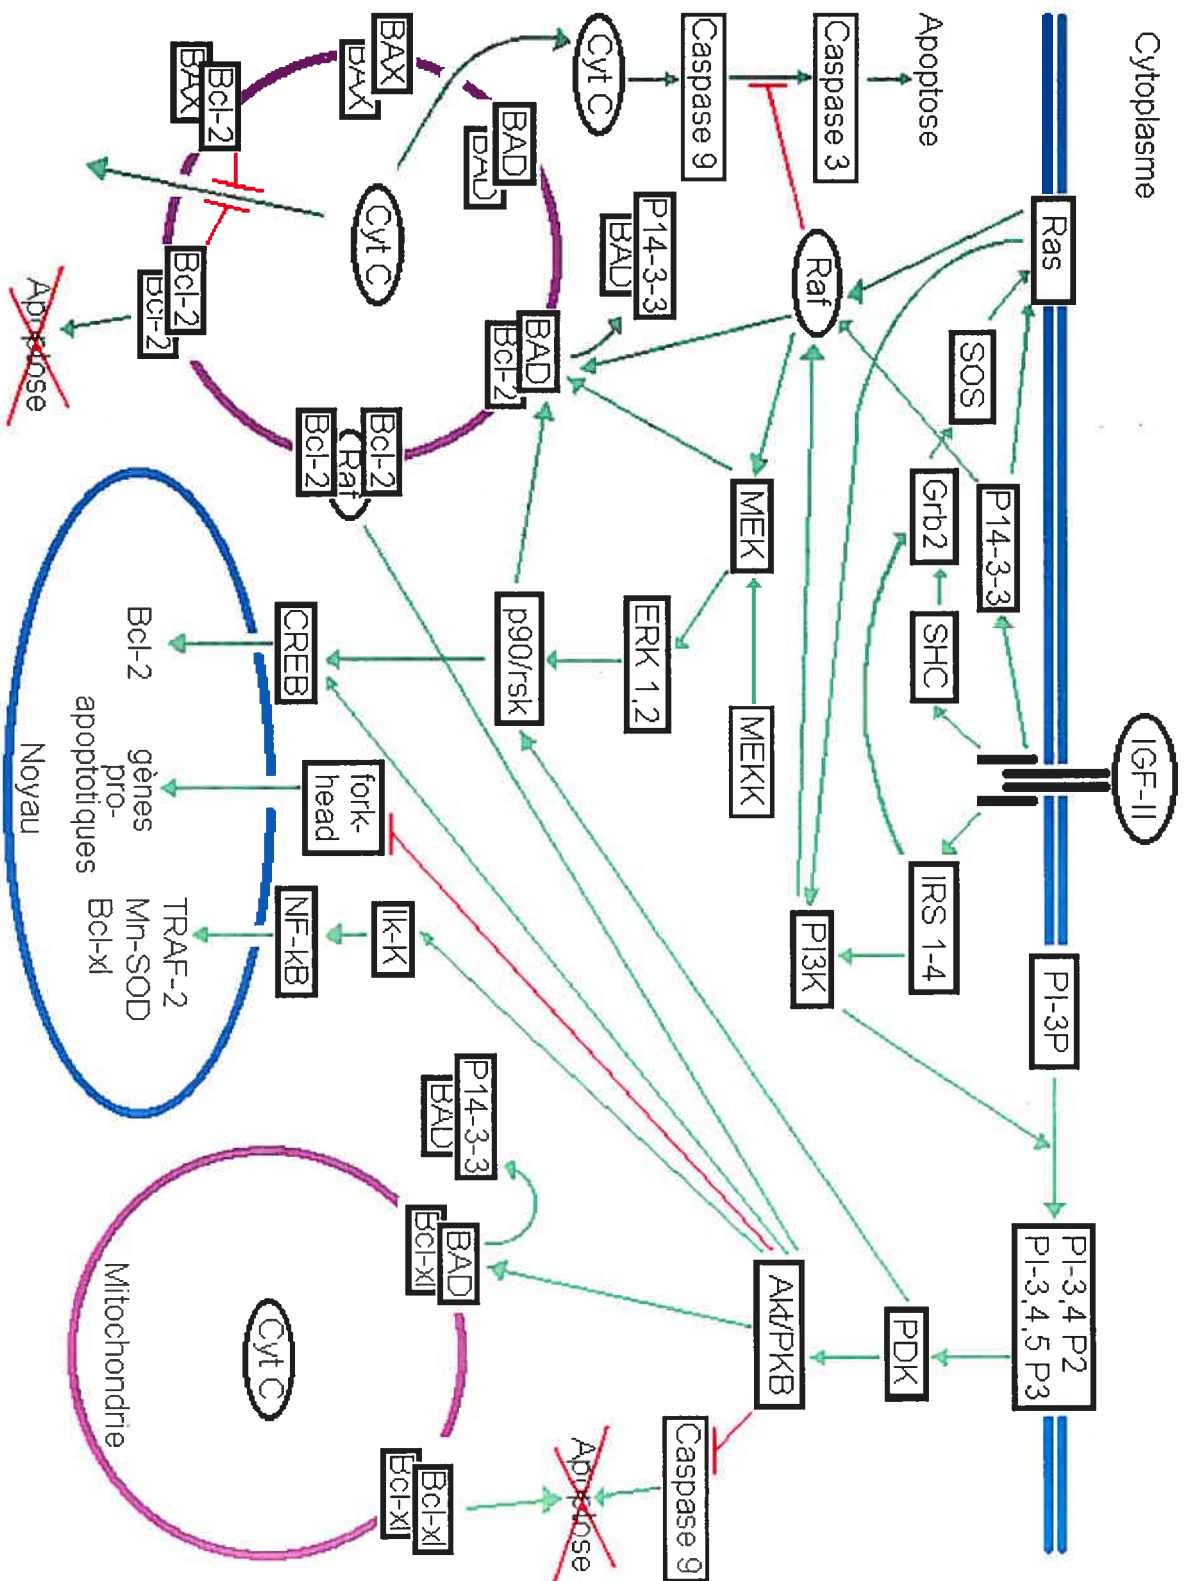 Cytoplasme
IGF-II
Ras
PI-3P
PI-3,4 P2
PI-3,4,5 P3
SOS
P14-3-3
Grb2
SHC
IRS 1-4
PDK
Apoptose
Caspase 3
Raf
MEK
MEKK
PI3K
Akt/PKB
Caspase 9
Caspase 9
Cyt C
P14-3-3
BAD
ERK 1,2
Apoptose
BAD
BAD
BAD
Bcl-2
p90/rsk
P14-3-3
BAD
BAD
Bcl-xl
Bcl-xl
Bcl-xl
BAX
BAX
Cyt C
Bcl-2
Raf
Bcl-2
CREB
fork-
head
Ik-K
NF-kB
Cyt C
Bcl-2
BAX
Bcl-2
Bcl-2
Apoptose
Bcl-2
gènes
pro-
apoptotiques
TRAF-2
Mn-SOD
Bcl-xl
Noyau
Mitochondrie